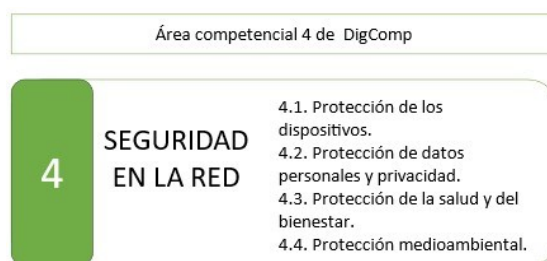 Área competencial 4 de  DigComp
4
SEGURIDAD
EN LA RED
4.1. Protección de los
dispositivos.
4.2. Protección de datos
personales y privacidad.
4.3. Protección de la salud y del
bienestar.
4.4. Protección medioambiental.